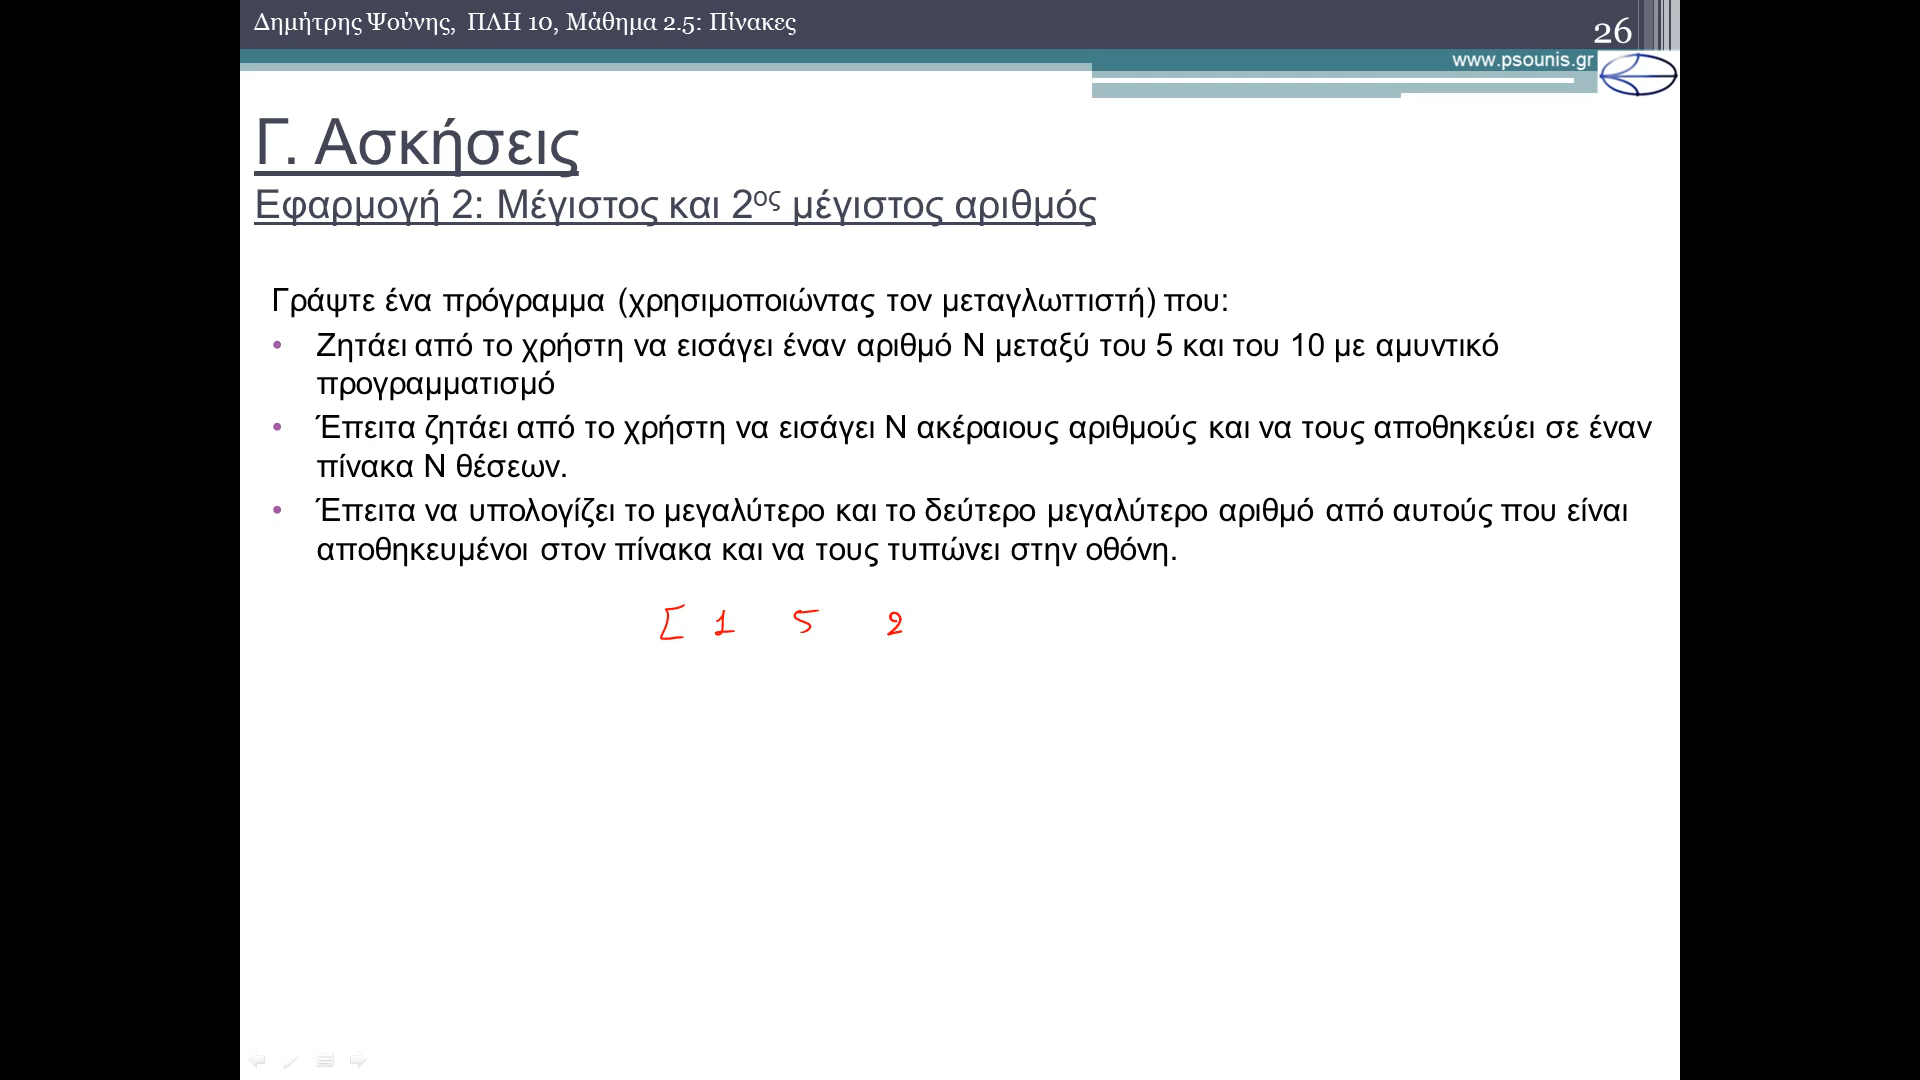 Δημήτρης Ψούνης, ΠΛΗ 10, Μάθημα 2.5: Πίνακες
26
www.psounis.gr
Γ. Ασκήσεις
Εφαρμογή 2: Μέγιστος και 2ος μέγιστος αριθμός
Γράψτε ένα πρόγραμμα (χρησιμοποιώντας τον μεταγλωττιστή) που:
• Ζητάει από το χρήστη να εισάγει έναν αριθμό Ν μεταξύ του 5 και του 10 με αμυντικό
προγραμματισμό
• Έπειτα ζητάει από το χρήστη να εισάγει Ν ακέραιους αριθμούς και να τους αποθηκεύει σε έναν
πίνακα Ν θέσεων.
• Έπειτα να υπολογίζει το μεγαλύτερο και το δεύτερο μεγαλύτερο αριθμό από αυτούς που είναι
αποθηκευμένοι στον πίνακα και να τους τυπώνει στην οθόνη.
[ 1 5 2